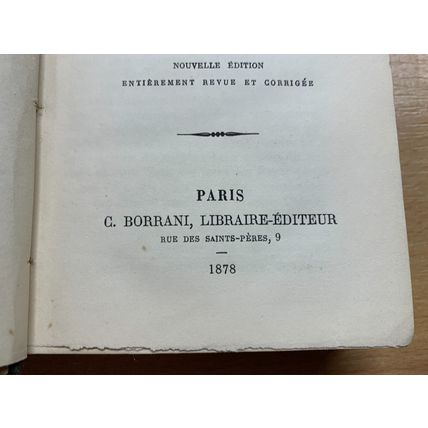 NOUVELLE ÉDITION
ENTIÈREMENT REVUE ET CORRIGÉE
PARIS
C. BORRANI, LIBRAIRE-ÉDITEUR
RUE DES SAINTS-PÈRES, 9
1878